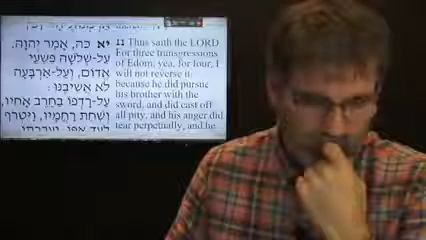 יא כֹּה, אָמַר יְהוָה,
עַל-שְׁלֹשָׁה פִּשְׁעֵי
אֱדוֹם, וְעַל-אַרְבָּעָה
לֹא אֲשִׁיבֶנּוּ:
עַל-רָדְפוֹ בַחֶרֶב אָחִיו,
וְשִׁחֵת רַחֲמָיו, וַיִּטְרֹף
לָעַד אַפּוֹ,
11 Thus saith the LORD
For three transgressions
of Edom, yea, for four, I
will not reverse it:
because he did pursue
his brother with the
sword, and did cast off
all pity, and his anger did
tear perpetually, and he